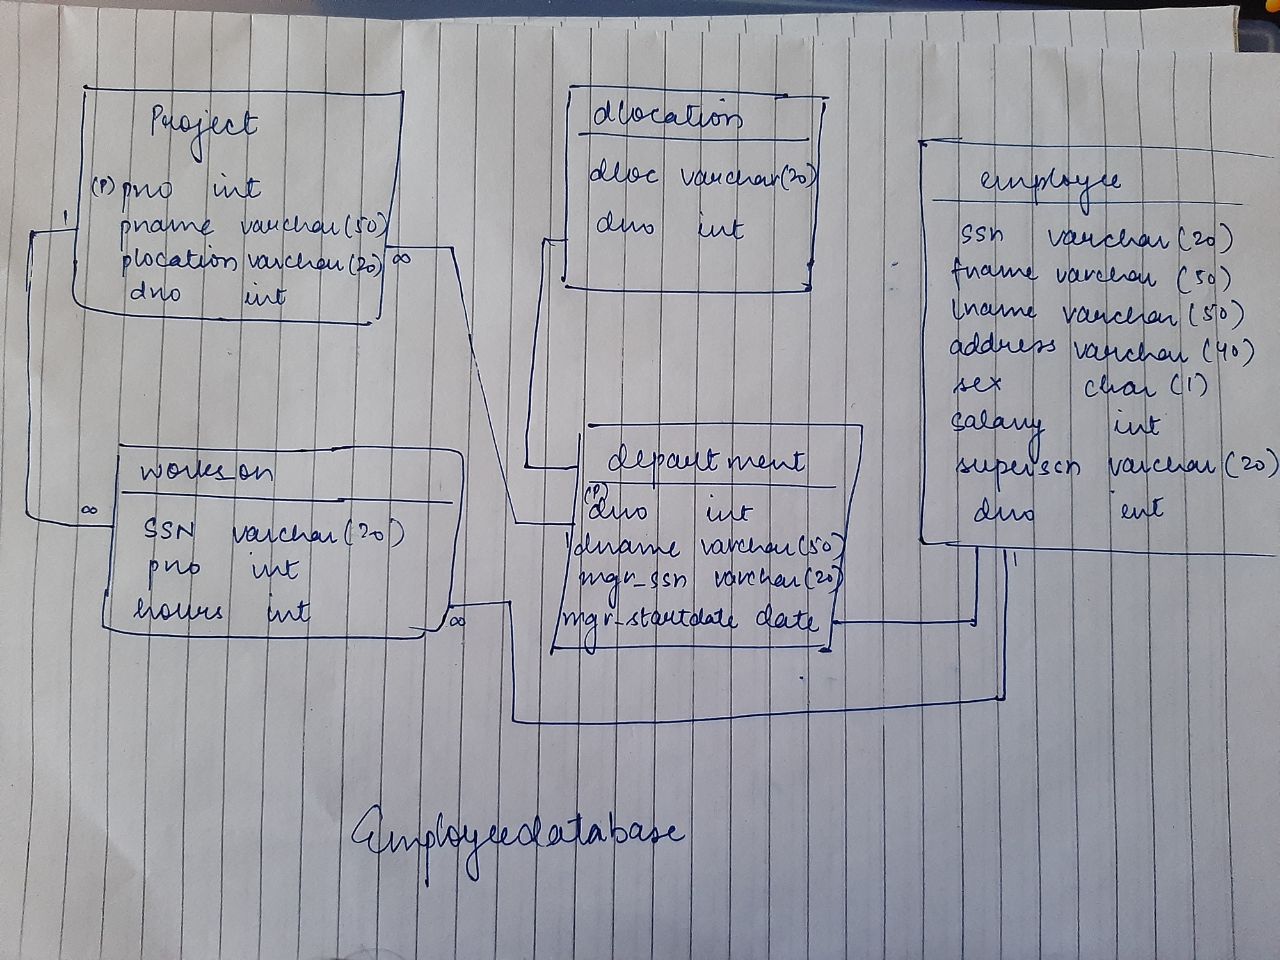 Project
(P) pno int
pname varchar(50)
plocation varchar(20)
dno int
1
∞
dlocation
dloc varchar(20)
dno int
employee
ssn varchar(20)
fname varchar (50)
lname varchar (50)
address varchar (40)
sex char (1)
salary int
superscn varchar(20)
dno int
1
workson
SSN varchar(20)
pno int
hours int
∞
∞
department
(P)
dno int
1
dname varchar(50)
mgr_ssn varchar(20)
mgr_startdate date
Employeedatabase